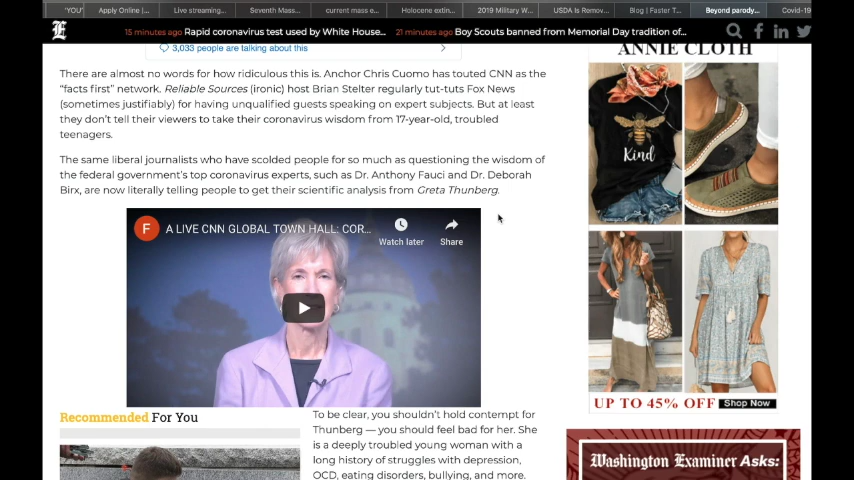 'YOU'
Apply Online |...
Live streaming...
Seventh Mass...
current mass e...
Holocene extin...
2019 Military W...
USDA Is Remov...
Blog | Faster T...
Beyond parody...
Covid-19
E
15 minutes ago Rapid coronavirus test used by White House...
21 minutes ago Boy Scouts banned from Memorial Day tradition of...
3,033 people are talking about this
There are almost no words for how ridiculous this is. Anchor Chris Cuomo has touted CNN as the
“facts first” network. Reliable Sources (ironic) host Brian Stelter regularly tut-tuts Fox News
(sometimes justifiably) for having unqualified guests speaking on expert subjects. But at least
they don't tell their viewers to take their coronavirus wisdom from 17-year-old, troubled
teenagers.
The same liberal journalists who have scolded people for so much as questioning the wisdom of
the federal government's top coronavirus experts, such as Dr. Anthony Fauci and Dr. Deborah
Birx, are now literally telling people to get their scientific analysis from Greta Thunberg.
F
A LIVE CNN GLOBAL TOWN HALL: COR...
Watch later
Share
Recommended For You
To be clear, you shouldn't hold contempt for
Thunberg — you should feel bad for her. She
is a deeply troubled young woman with a
long history of struggles with depression,
OCD, eating disorders, bullying, and more.
ANNIE CLOTH
Kind
UP TO 45% OFF Shop Now
Washington Examiner Asks: